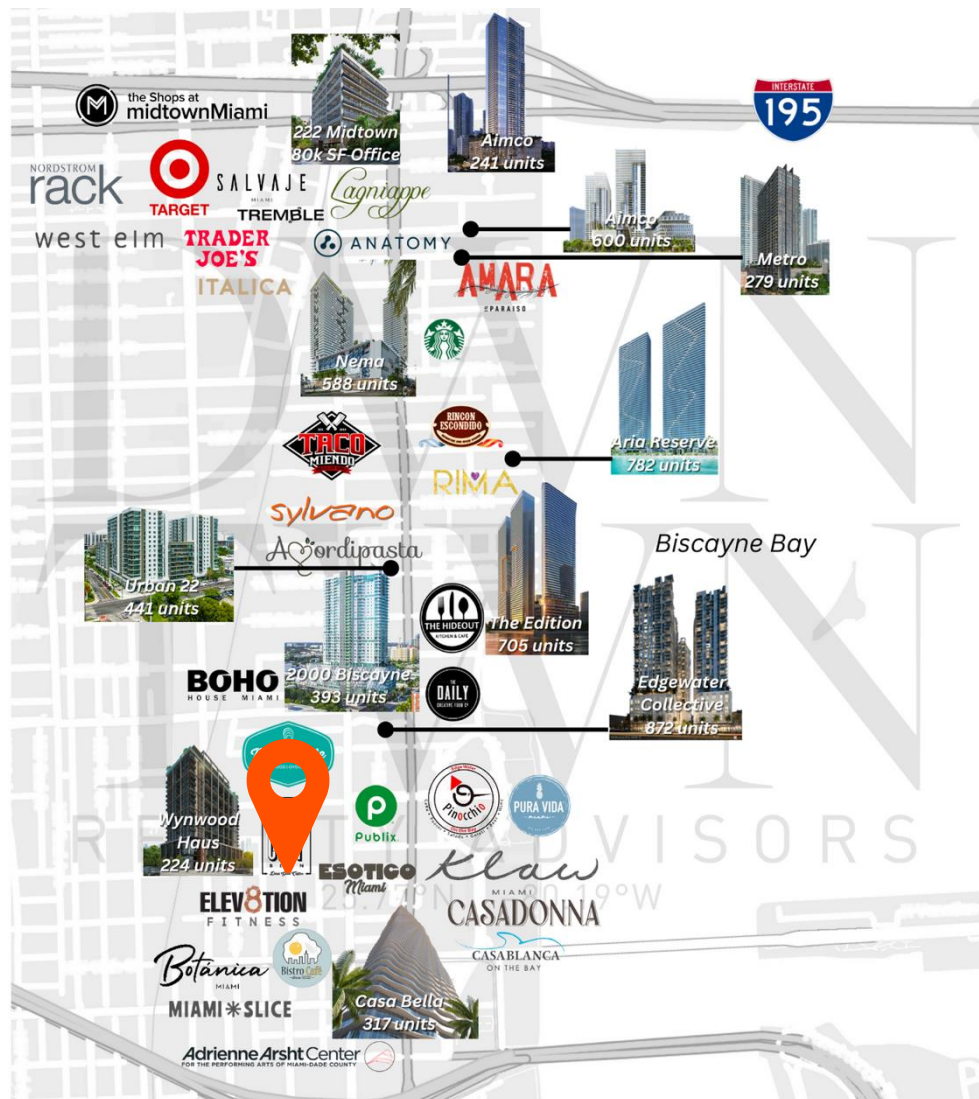 the Shops at
midtownMiami
222 Midtown
80k SF Office
Aimco
241 units
INTERSTATE
195
NORDSTROM
rack
TARGET
SALVAJE
MIAMI
TREMBLE
Lagniappe
west elm
TRADER
JOE'S
ANATOMY
Aimco
600 units
Metro
279 units
ITALICA
AMARA
PARAISO
Nema
588 units
TACO
MIENDO
RINCON
ESCONDIDO
Aria Reserve
782 units
RIMA
sylvano
Amordipasta
Biscayne Bay
Urban 22
441 units
THE HIDEOUT
KITCHEN & CAFE
The Edition
705 units
2000 Biscayne
393 units
BOHO
HOUSE MIAMI
THE
DAILY
CREATIVE FOOD CO
Edgewater
Collective
872 units
Wynwood
Haus
224 units
Publix
Pinocchio
PURA VIDA
miami
ESOTICO
Miami
Klaw
MIAMI
ELEV8TION
FITNESS
CASADONNA
CASABLANCA
ON THE BAY
Botánica
MIAMI
Bistro Café
MIAMI SLICE
Casa Bella
317 units
Adrienne Arsht Center
FOR THE PERFORMING ARTS OF MIAMI-DADE COUNTY
DWN
TWN
ADVISORS